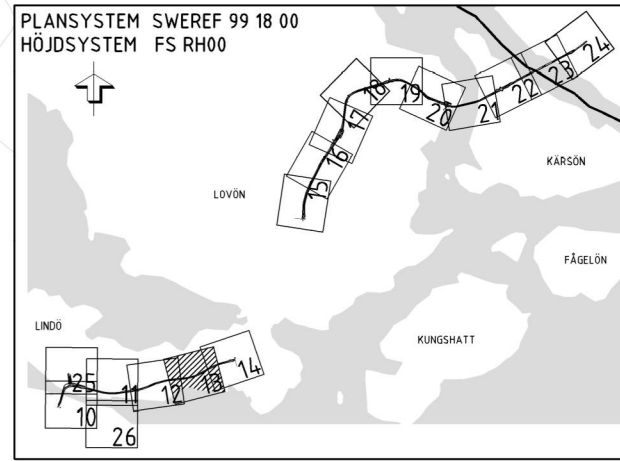 PLANSYSTEM SWEREF 99 18 00
HÖJDSYSTEM FS RH00
24
23
22
21
20
19
18
17
16
15
KÄRSÖN
LOVÖN
FÅGELÖN
KUNGSHATT
LINDÖ
14
13
12
11
25
10
26